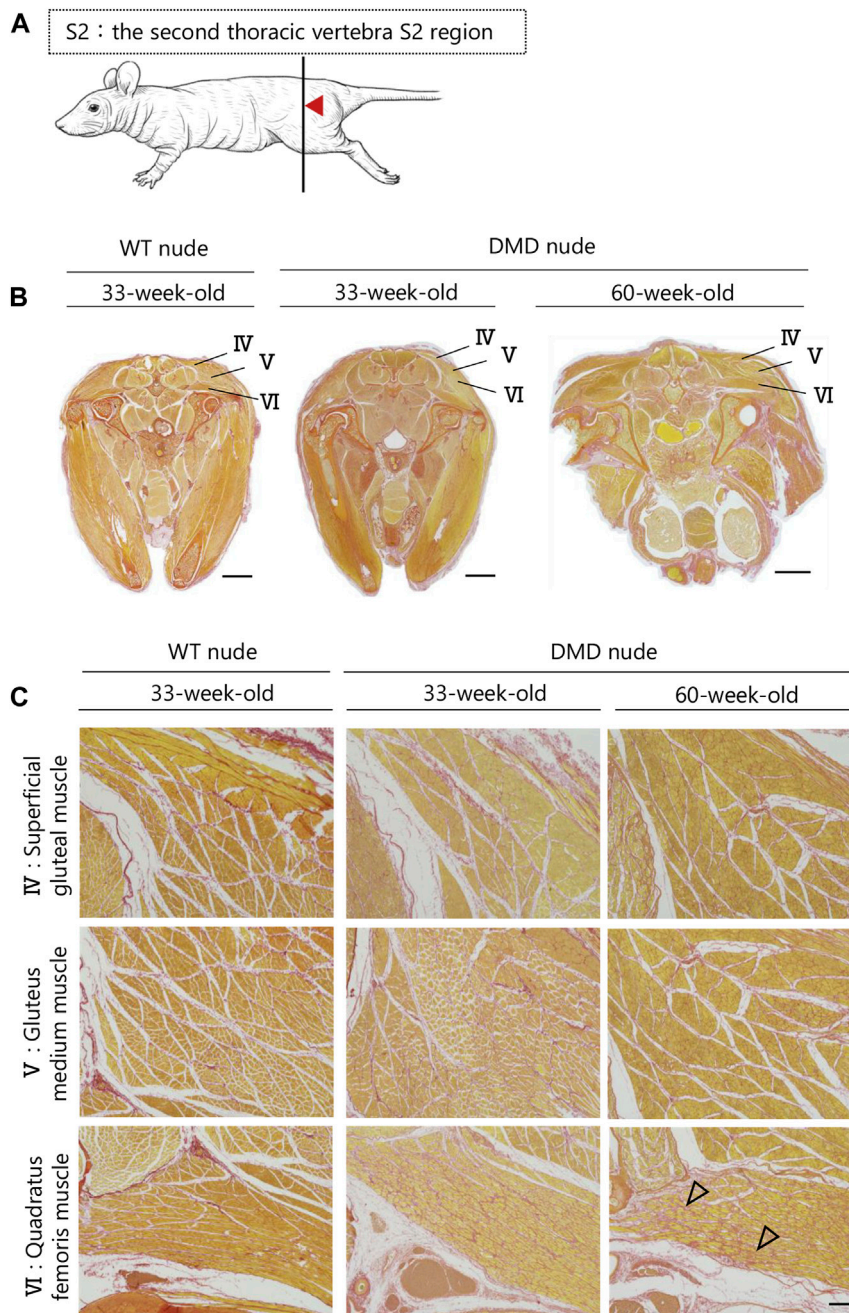 A
S2 : the second thoracic vertebra S2 region
WT nude
DMD nude
B
33-week-old
33-week-old
60-week-old
Ⅳ
Ⅴ
Ⅵ
Ⅳ
Ⅴ
Ⅵ
Ⅳ
Ⅴ
Ⅵ
WT nude
DMD nude
C
33-week-old
33-week-old
60-week-old
Ⅳ : Superficial
gluteal muscle
Ⅴ : Gluteus
medium muscle
Ⅵ : Quadratus
femoris muscle